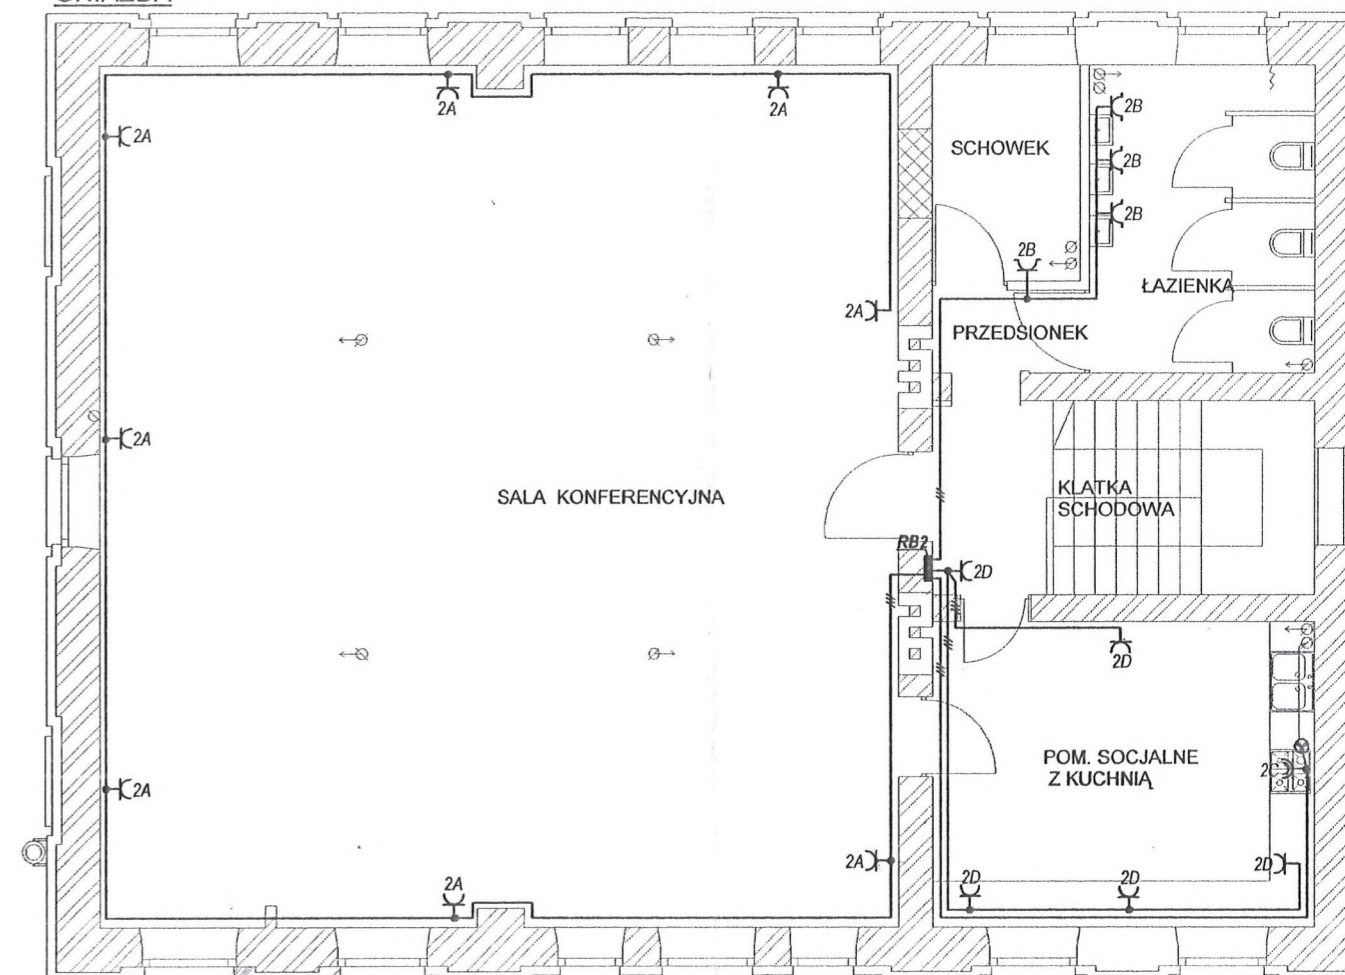 2A
2A
2A
2B
2B
2B
SCHOWEK
2B
ŁAZIENKA
2A
PRZEDSIONEK
2A
SALA KONFERENCYJNA
KLATKA
SCHODOWA
RB2
2D
2D
POM. SOCJALNE
Z KUCHNIĄ
2C
2A
2A
2D
2A
2D
2D